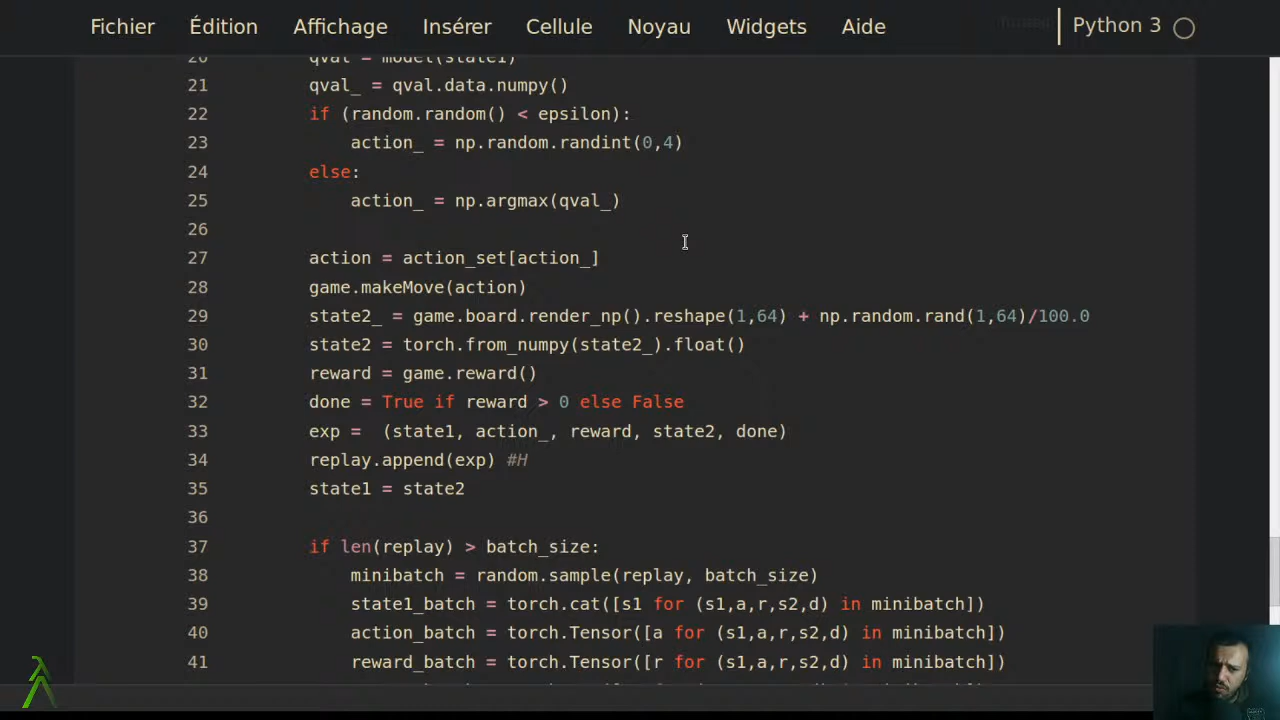 Fichier Édition Affichage Insérer Cellule Noyau Widgets Aide Python 3
20 qval = model(state1)
21 qval_ = qval.data.numpy()
22 if (random.random() < epsilon):
23 action_ = np.random.randint(0,4)
24 else:
25 action_ = np.argmax(qval_)
26
27 action = action_set[action_]
28 game.makeMove(action)
29 state2_ = game.board.render_np().reshape(1,64) + np.random.rand(1,64)/100.0
30 state2 = torch.from_numpy(state2_).float()
31 reward = game.reward()
32 done = True if reward > 0 else False
33 exp =  (state1, action_, reward, state2, done)
34 replay.append(exp) #H
35 state1 = state2
36
37 if len(replay) > batch_size:
38 minibatch = random.sample(replay, batch_size)
39 state1_batch = torch.cat([s1 for (s1,a,r,s2,d) in minibatch])
40 action_batch = torch.Tensor([a for (s1,a,r,s2,d) in minibatch])
41 reward_batch = torch.Tensor([r for (s1,a,r,s2,d) in minibatch])